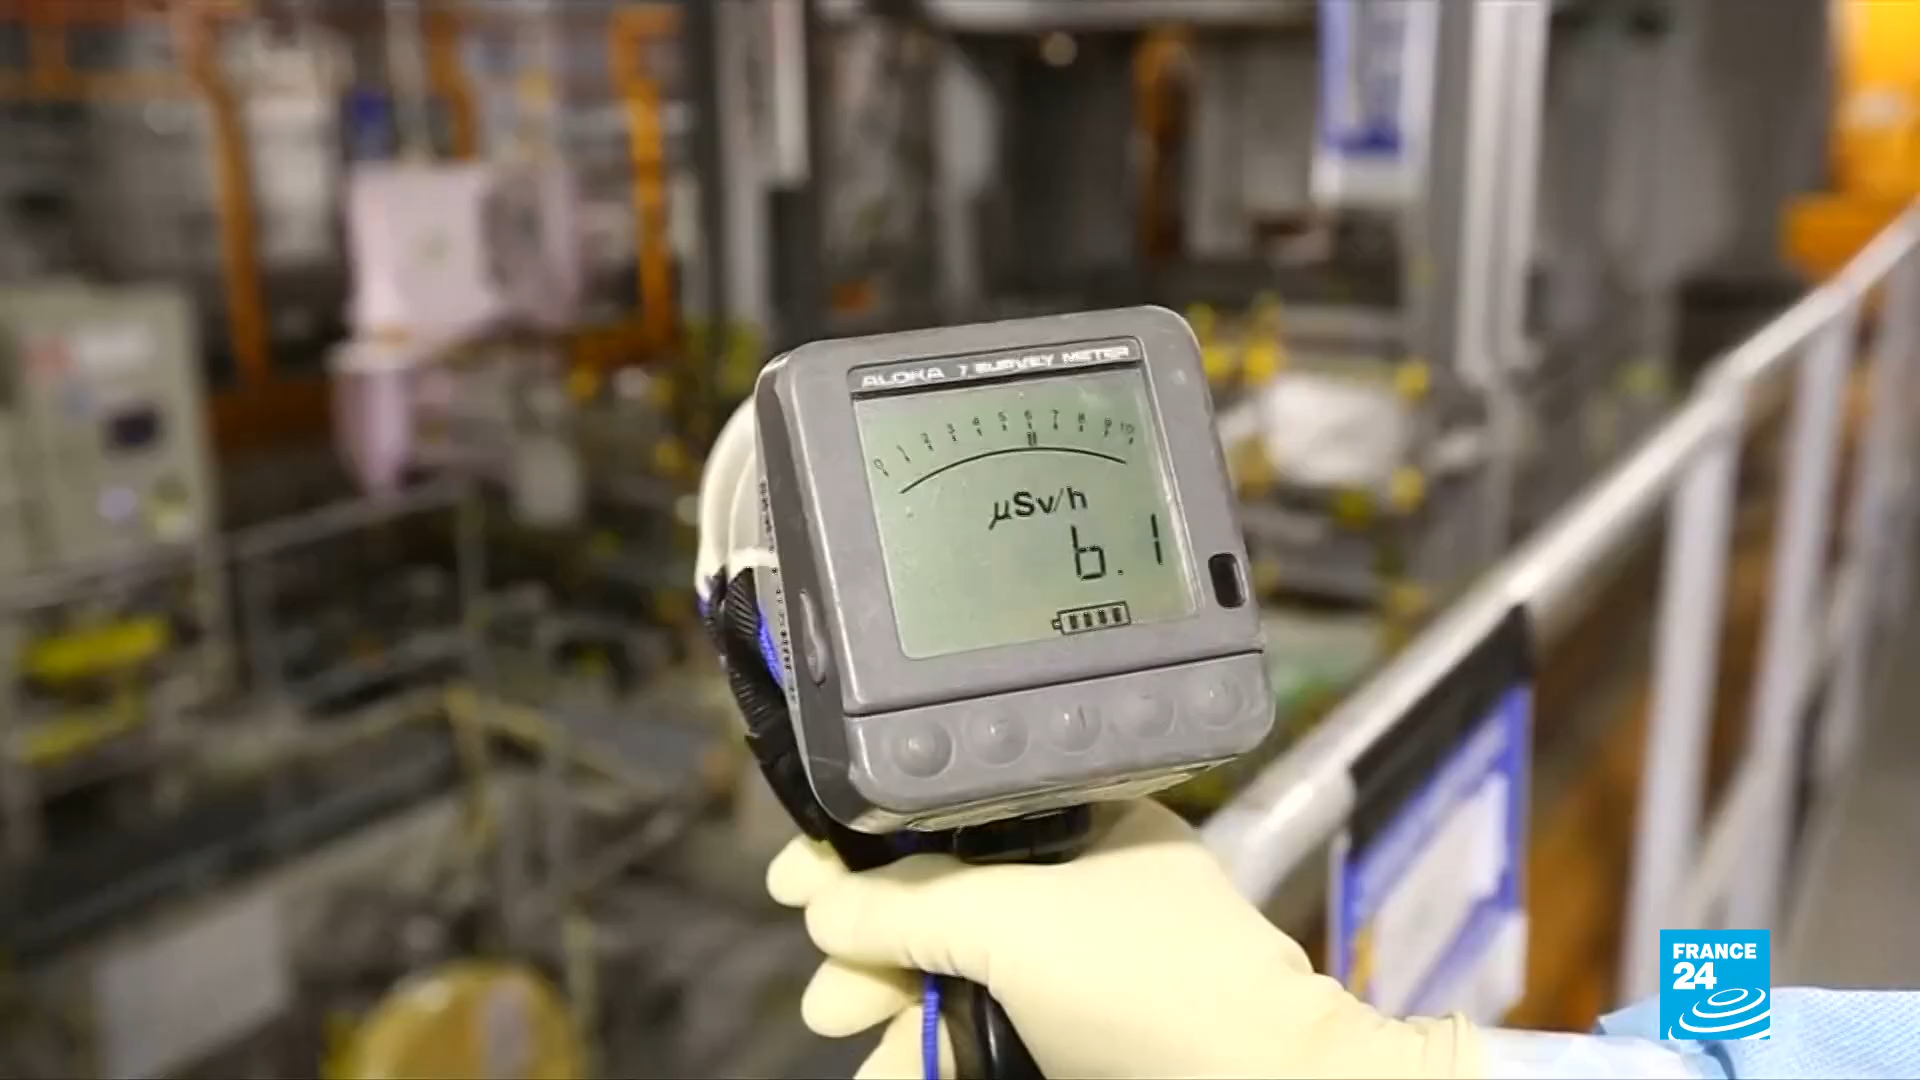 ALOKA γ SURVEY METER
0 1 2 3 4 5 6 7 8 9 10
μSv/h
6.1
FRANCE
24